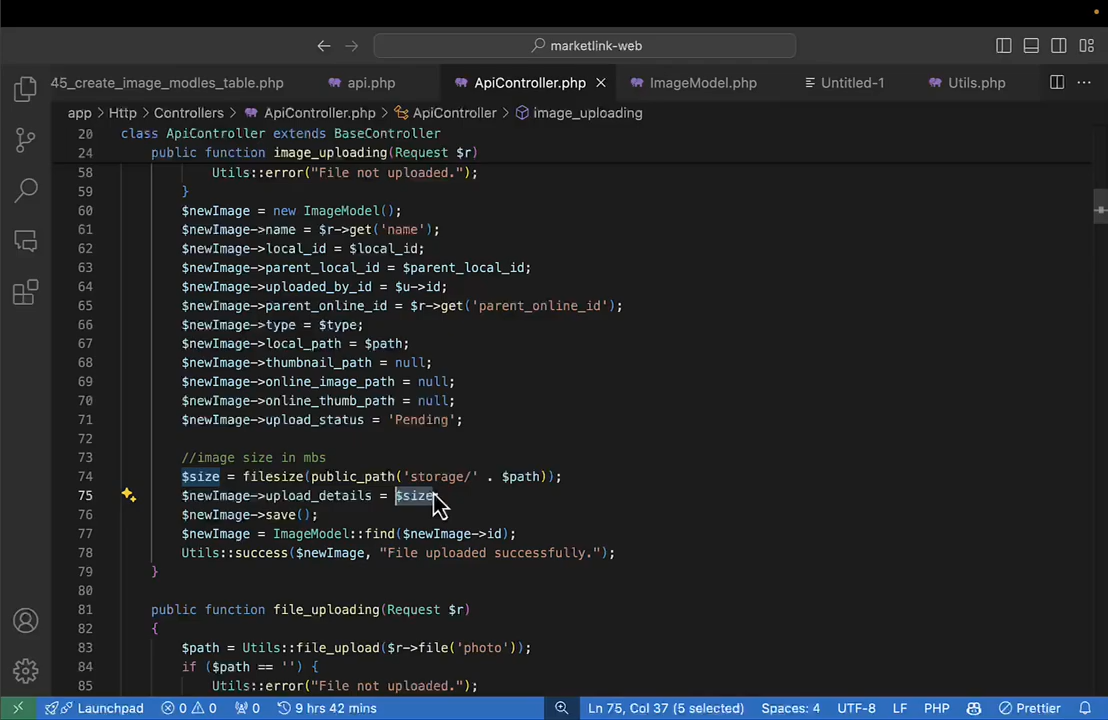 marketlink-web
45_create_image_modles_table.php
api.php
ApiController.php
ImageModel.php
Untitled-1
Utils.php
app > Http > Controllers > ApiController.php > ApiController > image_uploading
20 class ApiController extends BaseController
24 public function image_uploading(Request $r)
58 Utils::error("File not uploaded.");
59 }
60 $newImage = new ImageModel();
61 $newImage->name = $r->get('name');
62 $newImage->local_id = $local_id;
63 $newImage->parent_local_id = $parent_local_id;
64 $newImage->uploaded_by_id = $u->id;
65 $newImage->parent_online_id = $r->get('parent_online_id');
66 $newImage->type = $type;
67 $newImage->local_path = $path;
68 $newImage->thumbnail_path = null;
69 $newImage->online_image_path = null;
70 $newImage->online_thumb_path = null;
71 $newImage->upload_status = 'Pending';
72
73 //image size in mbs
74 $size = filesize(public_path('storage/' . $path));
75 $newImage->upload_details = $size;
76 $newImage->save();
77 $newImage = ImageModel::find($newImage->id);
78 Utils::success($newImage, "File uploaded successfully.");
79 }
80
81 public function file_uploading(Request $r)
82 {
83 $path = Utils::file_upload($r->file('photo'));
84 if ($path == '') {
85 Utils::error("File not uploaded.");
Launchpad 0 0 0 9 hrs 42 mins Ln 75, Col 37 (5 selected) Spaces: 4 UTF-8 LF PHP Prettier